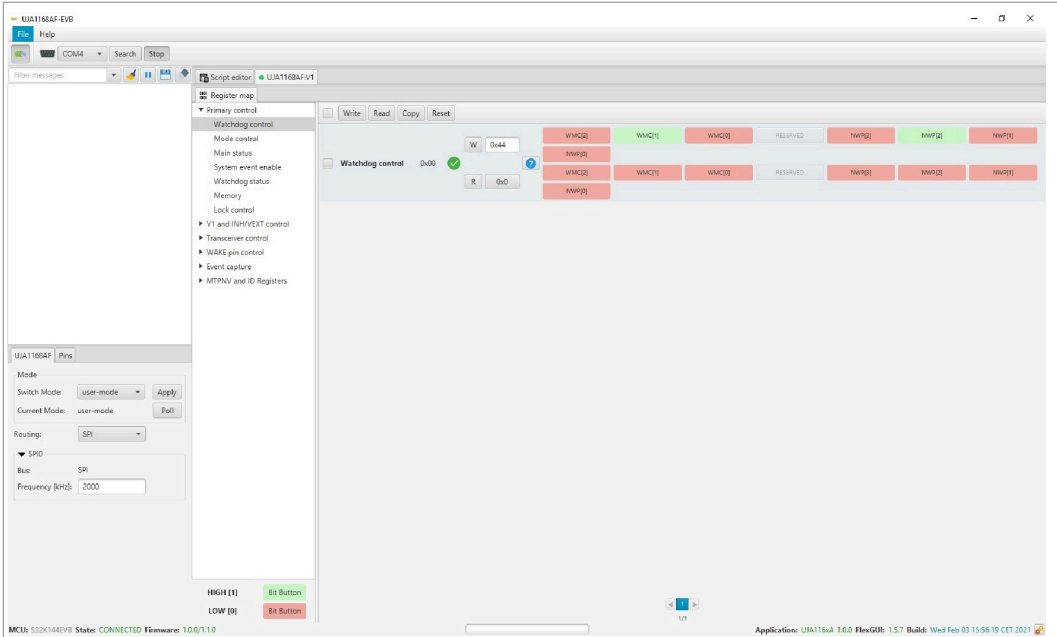 UJA1168AF-EVB
File Help
COM4 Search Stop
Filter messages
Script editor UJA1168AF:V1
Register map
Primary control
Watchdog control
Mode control
Main status
System event enable
Watchdog status
Memory
Lock control
V1 and INH/VEXT control
Transceiver control
WAKE pin control
Event capture
MTPNV and ID Registers
Write Read Copy Reset
Watchdog control 0x00
W 0x44
R 0x0
WMC[2] WMC[1] WMC[0] RESERVED NWP[3] NWP[2] NWP[1]
NWP[0]
WMC[2] WMC[1] WMC[0] RESERVED NWP[3] NWP[2] NWP[1]
NWP[0]
UJA1168AF Pins
Mode
Switch Mode: user-mode Apply
Current Mode: user-mode Poll
Routing: SPI
SPI0
Bus: SPI
Frequency [kHz]: 2000
HIGH [1] Bit Button
LOW [0] Bit Button
1
1/1
MCU: S32K144EVB State: CONNECTED Firmware: 1.0.0/1.1.0
Application: UJA116xA 1.0.0 FlexGUI: 1.5.7 Build: Wed Feb 03 15:56:19 CET 2021